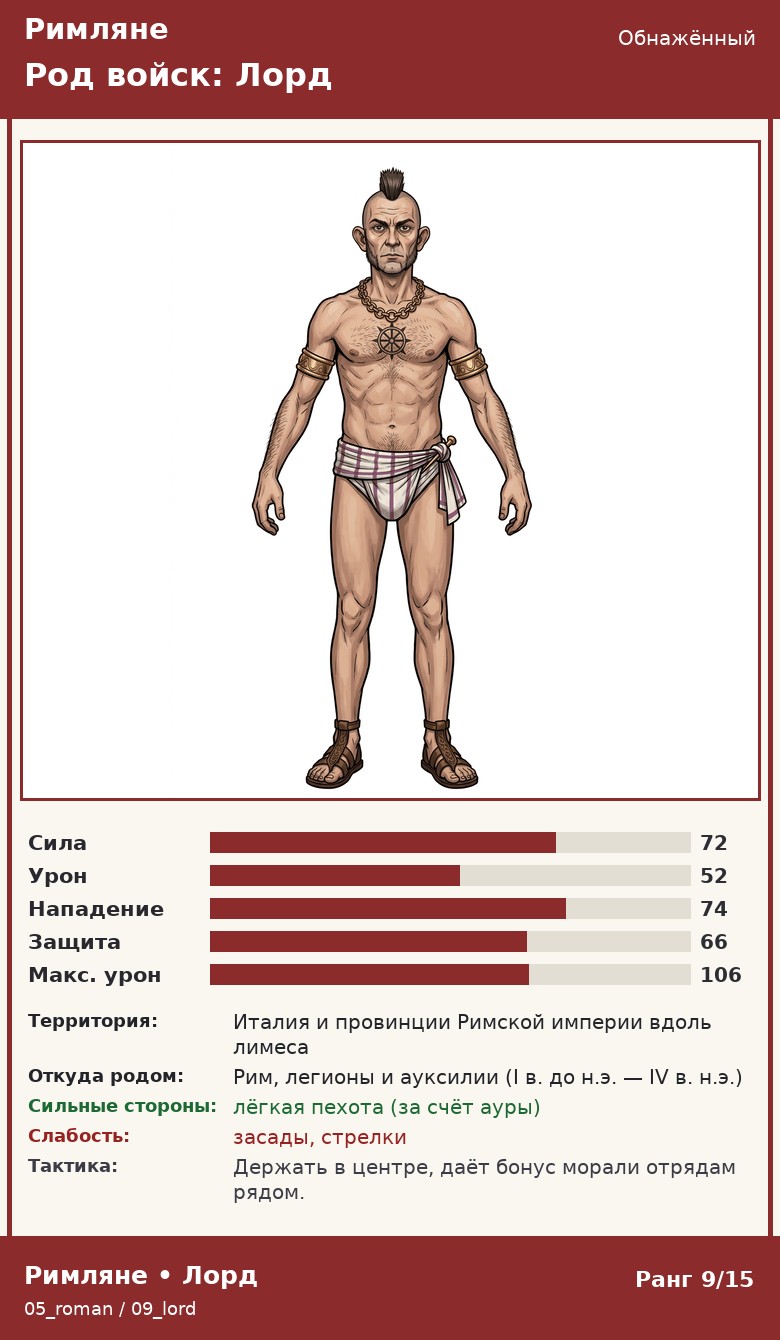 Римляне
Обнажённый
Род войск: Лорд
Сила 72
Урон 52
Нападение 74
Защита 66
Макс. урон 106
Территория: Италия и провинции Римской империи вдоль
лимеса
Откуда родом: Рим, легионы и ауксилии (I в. до н.э. — IV в. н.э.)
Сильные стороны: лёгкая пехота (за счёт ауры)
Слабость: засады, стрелки
Тактика: Держать в центре, даёт бонус морали отрядам
рядом.
Римляне • Лорд
Ранг 9/15
05_roman / 09_lord